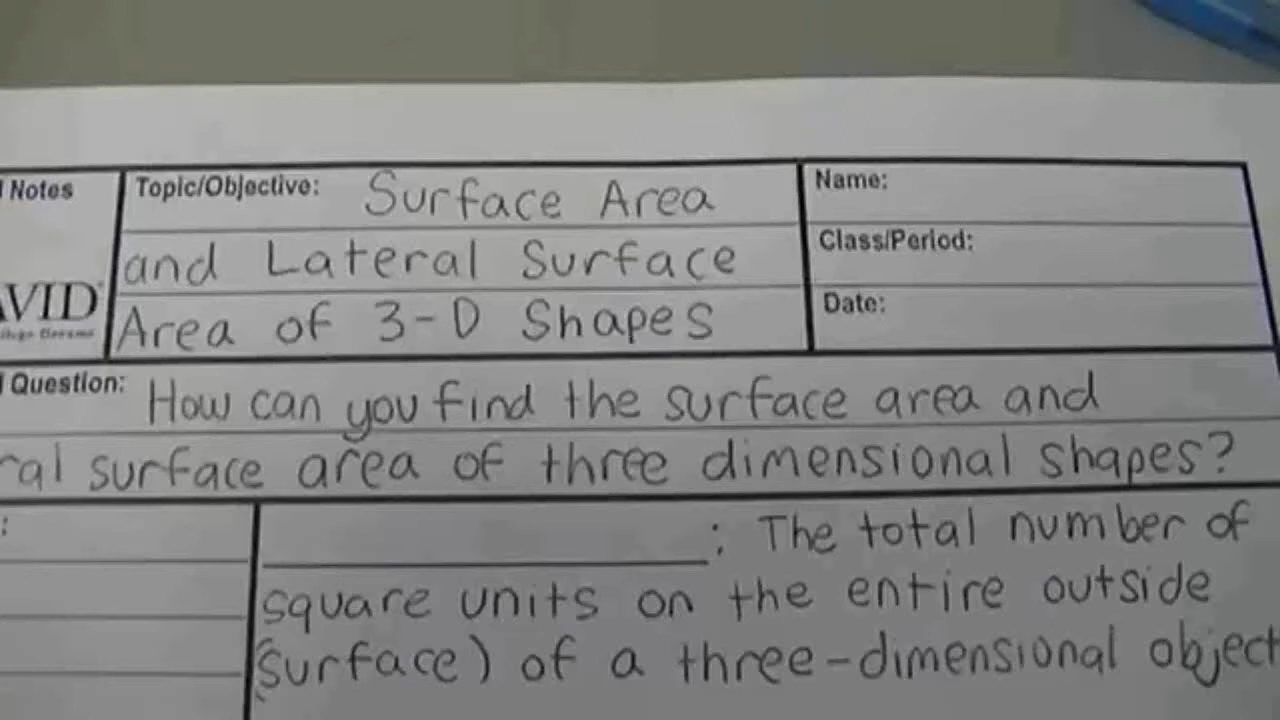 Notes
Topic/Objective: Surface Area
and Lateral Surface
Area of 3-D Shapes
Name:
Class/Period:
Date:
VID
Question: How can you find the surface area and
ral surface area of three dimensional shapes?
: The total number of
square units on the entire outside
(surface) of a three-dimensional object